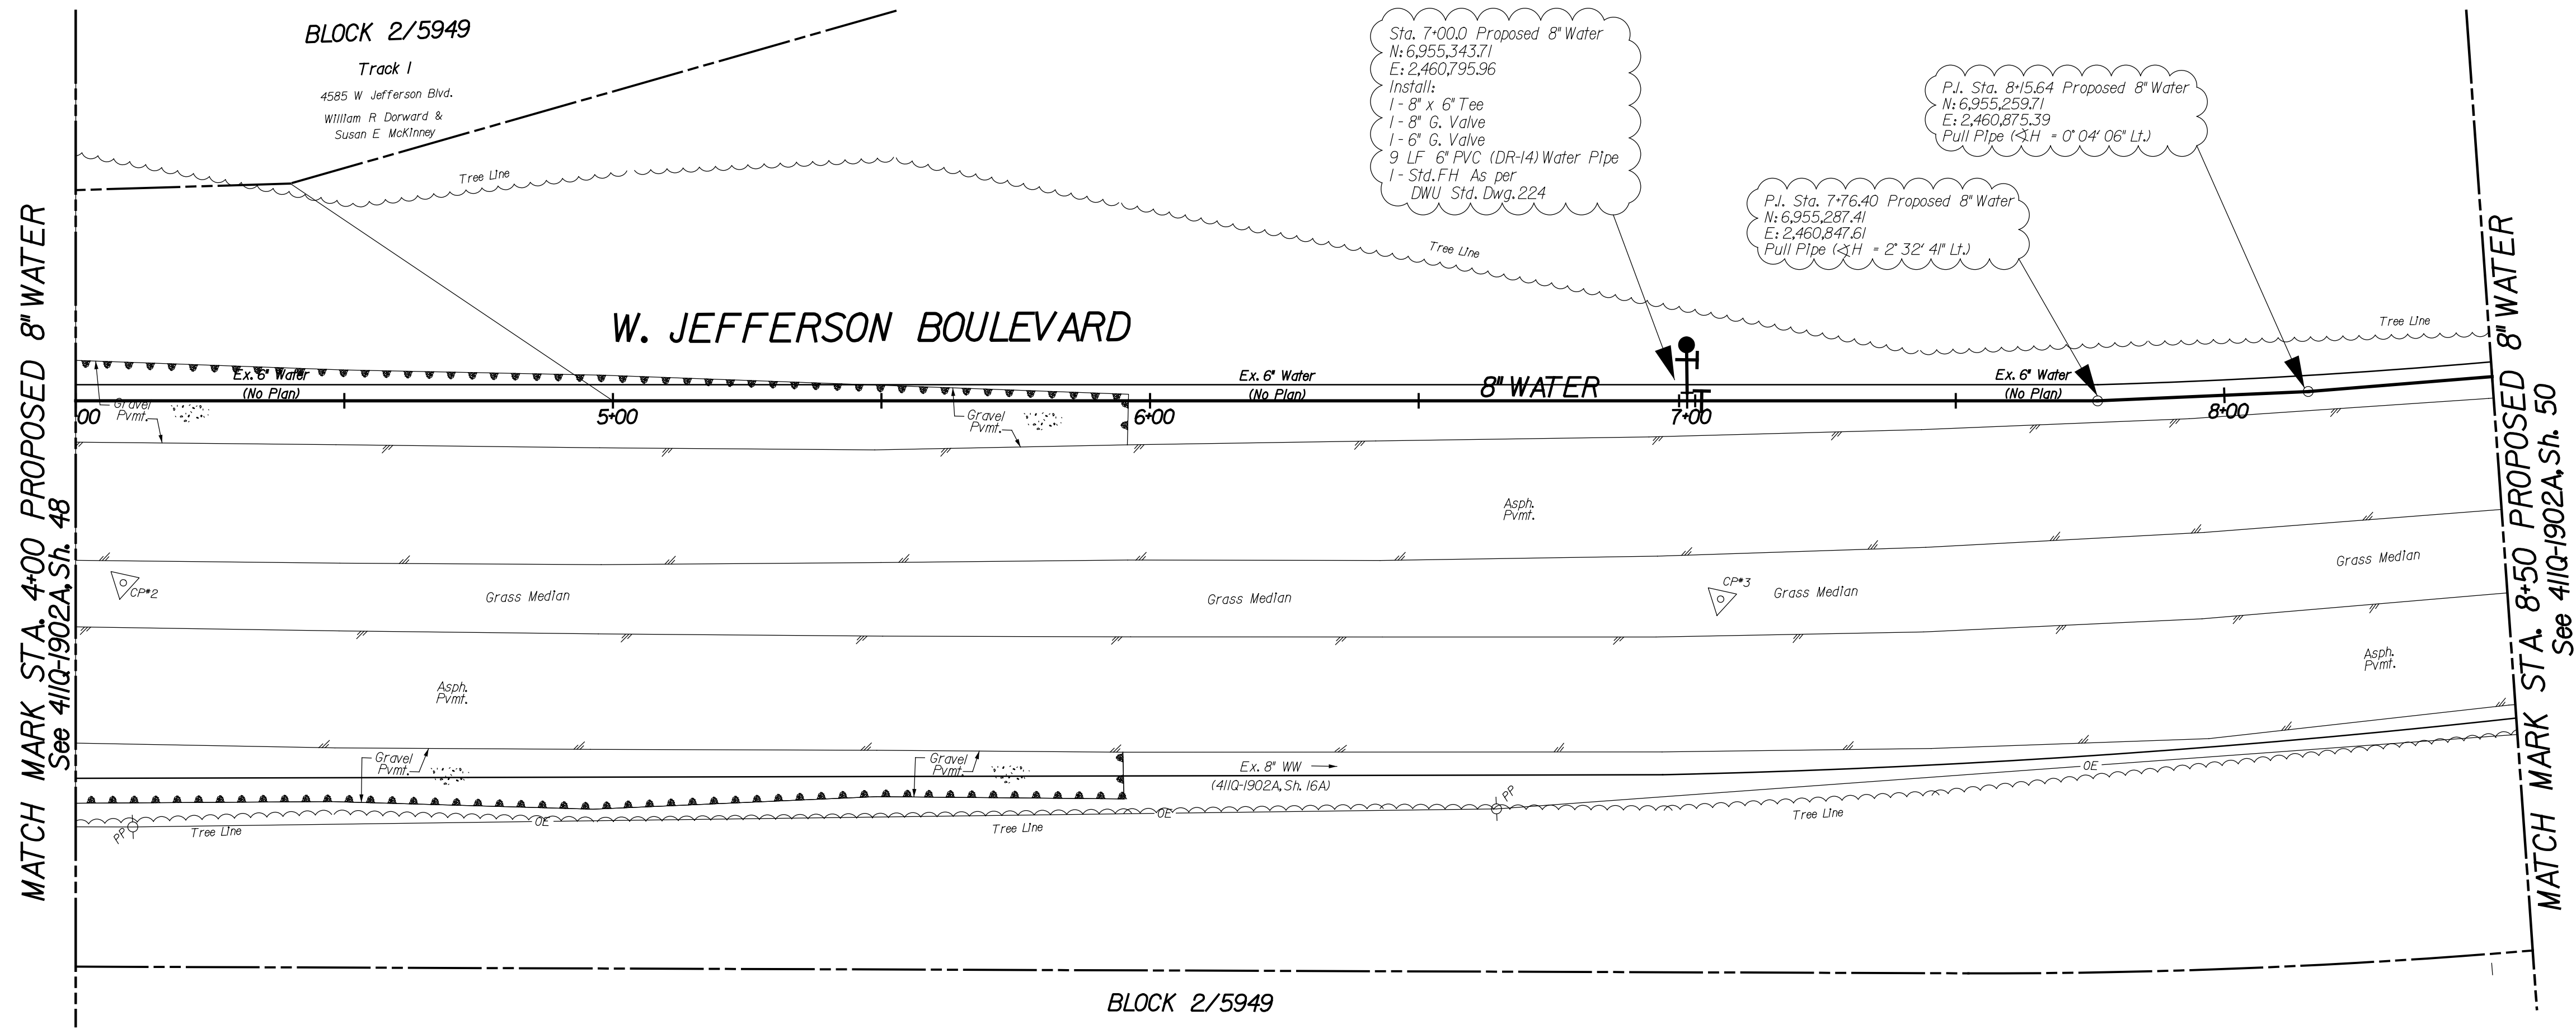 BLOCK 2/5949
Track 1
4585 W Jefferson Blvd.
William R Dorward &
Susan E McKinney
Sta. 7+00.0 Proposed 8" Water
N: 6,955,343.71
E: 2,460,795.96
Install:
1 - 8" x 6" Tee
1 - 8" G. Valve
1 - 6" G. Valve
9 LF 6" PVC (DR-14) Water Pipe
1 - Std. FH As per
DWU Std. Dwg. 224
P.I. Sta. 8+15.64 Proposed 8" Water
N: 6,955,259.71
E: 2,460,875.39
Pull Pipe (∢H = 0° 04' 06" Lt.)
P.I. Sta. 7+76.40 Proposed 8" Water
N: 6,955,287.41
E: 2,460,847.61
Pull Pipe (∢H = 2° 32' 41" Lt.)
Tree Line
Tree Line
Tree Line
W. JEFFERSON BOULEVARD
MATCH MARK STA. 4+00 PROPOSED 8" WATER
See 411Q-1902A, Sh. 48
Ex. 6" Water
(No Plan)
Ex. 6" Water
(No Plan)
8" WATER
Ex. 6" Water
(No Plan)
00
5+00
6+00
7+00
8+00
Gravel
Pvmt.
Gravel
Pvmt.
Asph.
Pvmt.
CP#2
Grass Median
Grass Median
CP#3
Grass Median
Grass Median
Asph.
Pvmt.
Asph.
Pvmt.
Gravel
Pvmt.
Gravel
Pvmt.
Ex. 8" WW
(411Q-1902A, Sh. 16A)
OE
PP
Tree Line
OE
Tree Line
OE
PP
Tree Line
MATCH MARK STA. 8+50 PROPOSED 8" WATER
See 411Q-1902A, Sh. 50
BLOCK 2/5949